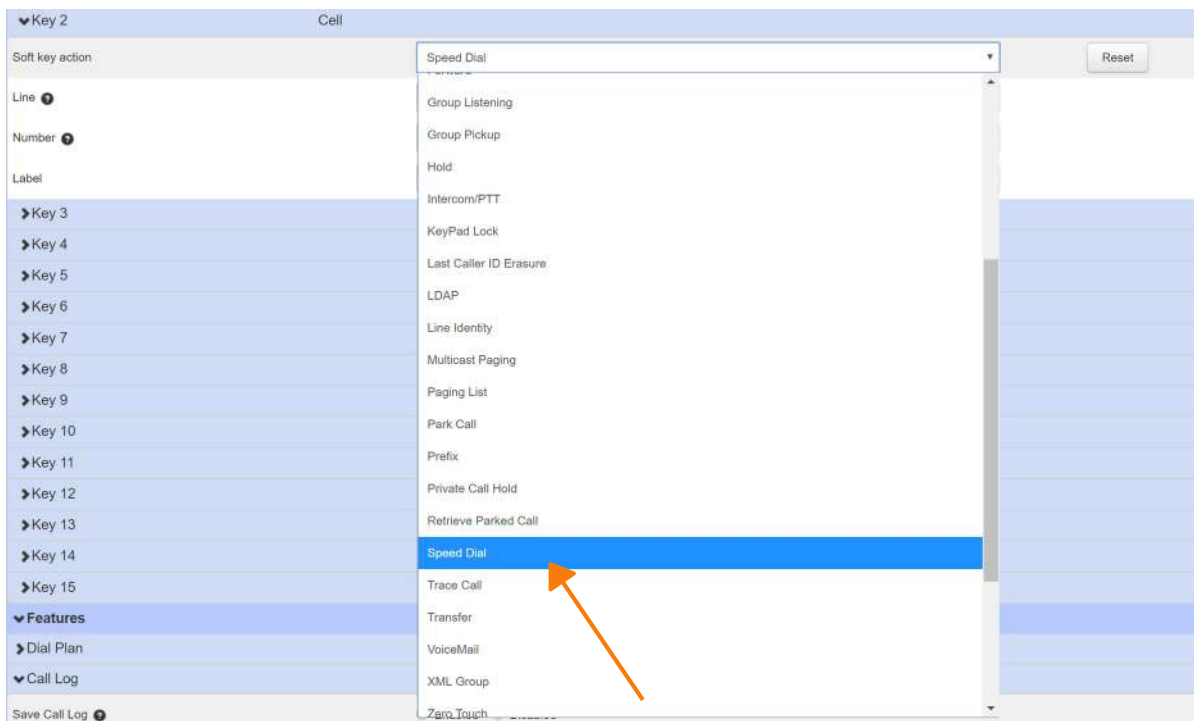 Key 2 Cell
Soft key action Speed Dial Reset
Line
Group Listening
Number
Group Pickup
Hold
Label
Intercom/PTT
Key 3
KeyPad Lock
Key 4
Last Caller ID Erasure
Key 5
LDAP
Key 6
Line Identity
Key 7
Multicast Paging
Key 8
Paging List
Key 9
Park Call
Key 10
Prefix
Key 11
Private Call Hold
Key 12
Retrieve Parked Call
Key 13
Speed Dial
Key 14
Trace Call
Key 15
Transfer
Features
VoiceMail
Dial Plan
XML Group
Call Log
Zero Touch
Save Call Log